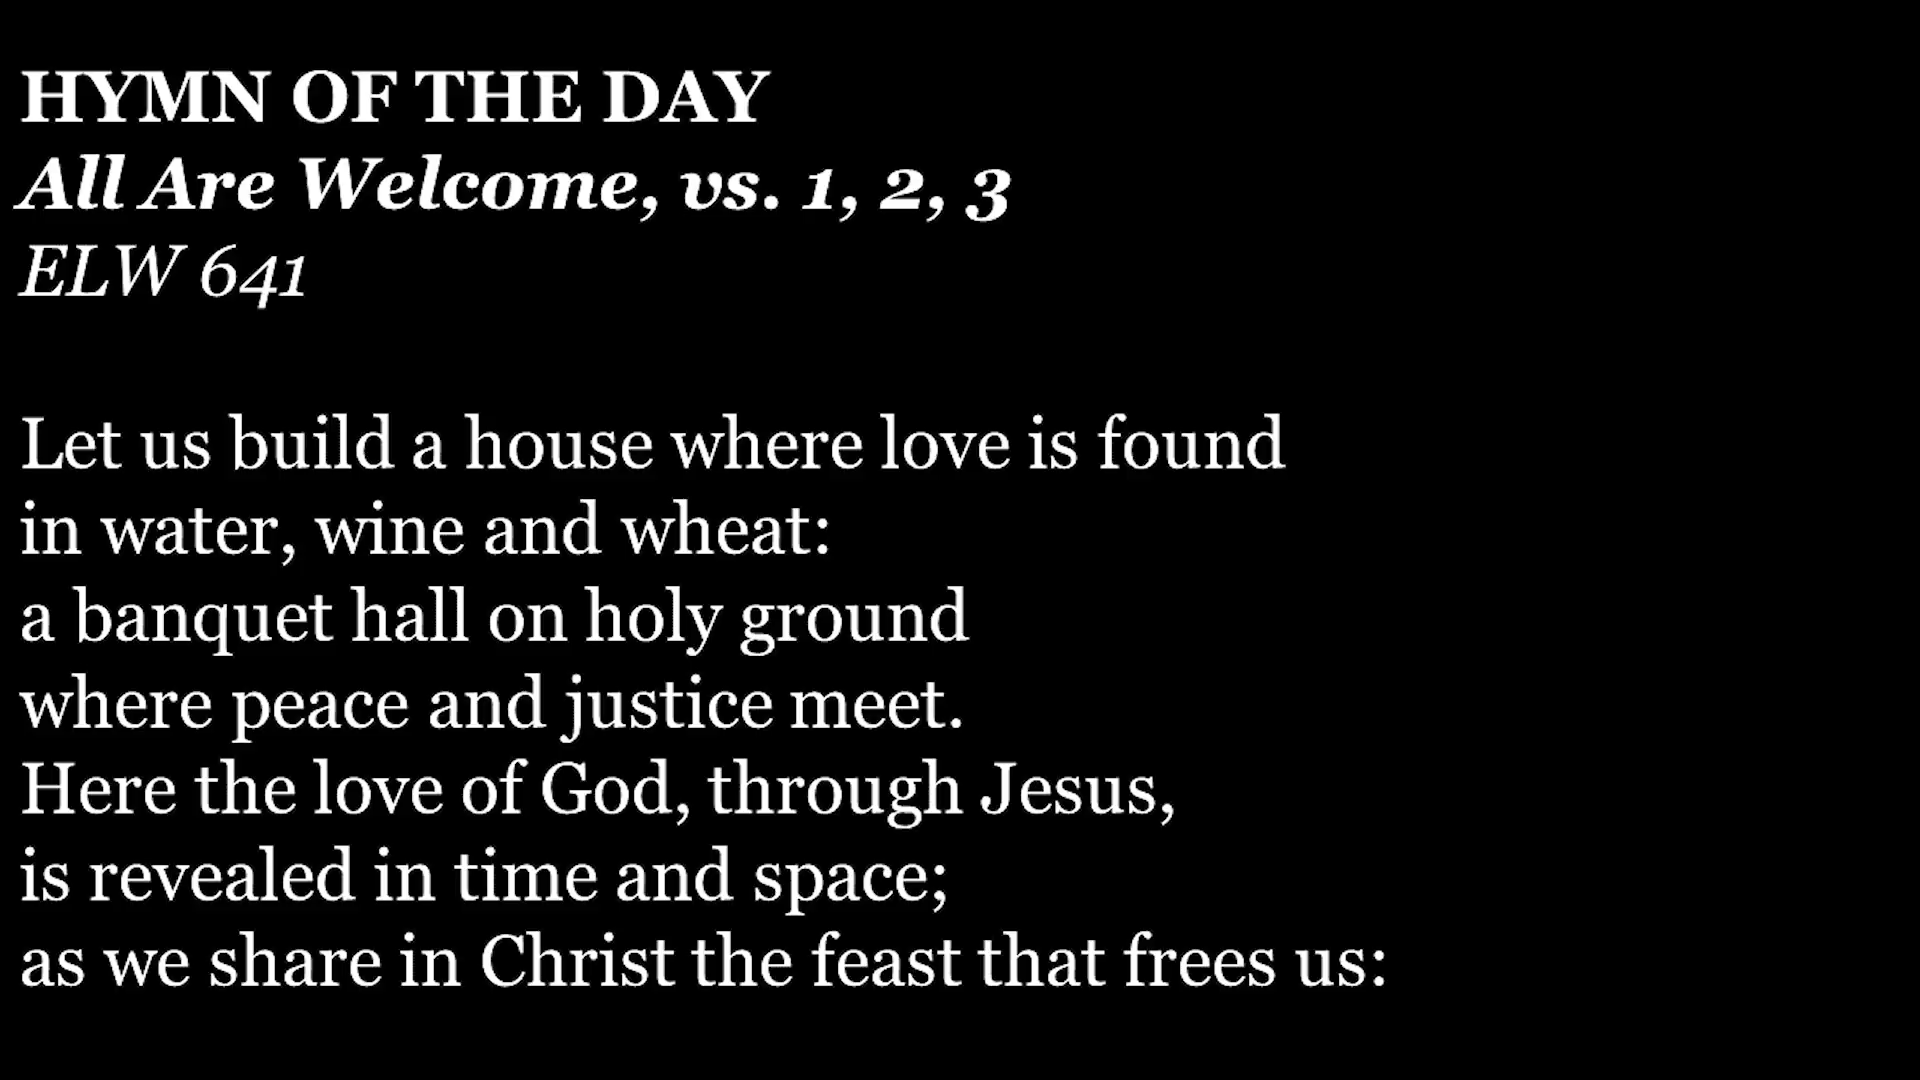 HYMN OF THE DAY
All Are Welcome, vs. 1, 2, 3
ELW 641
Let us build a house where love is found
in water, wine and wheat:
a banquet hall on holy ground
where peace and justice meet.
Here the love of God, through Jesus,
is revealed in time and space;
as we share in Christ the feast that frees us: